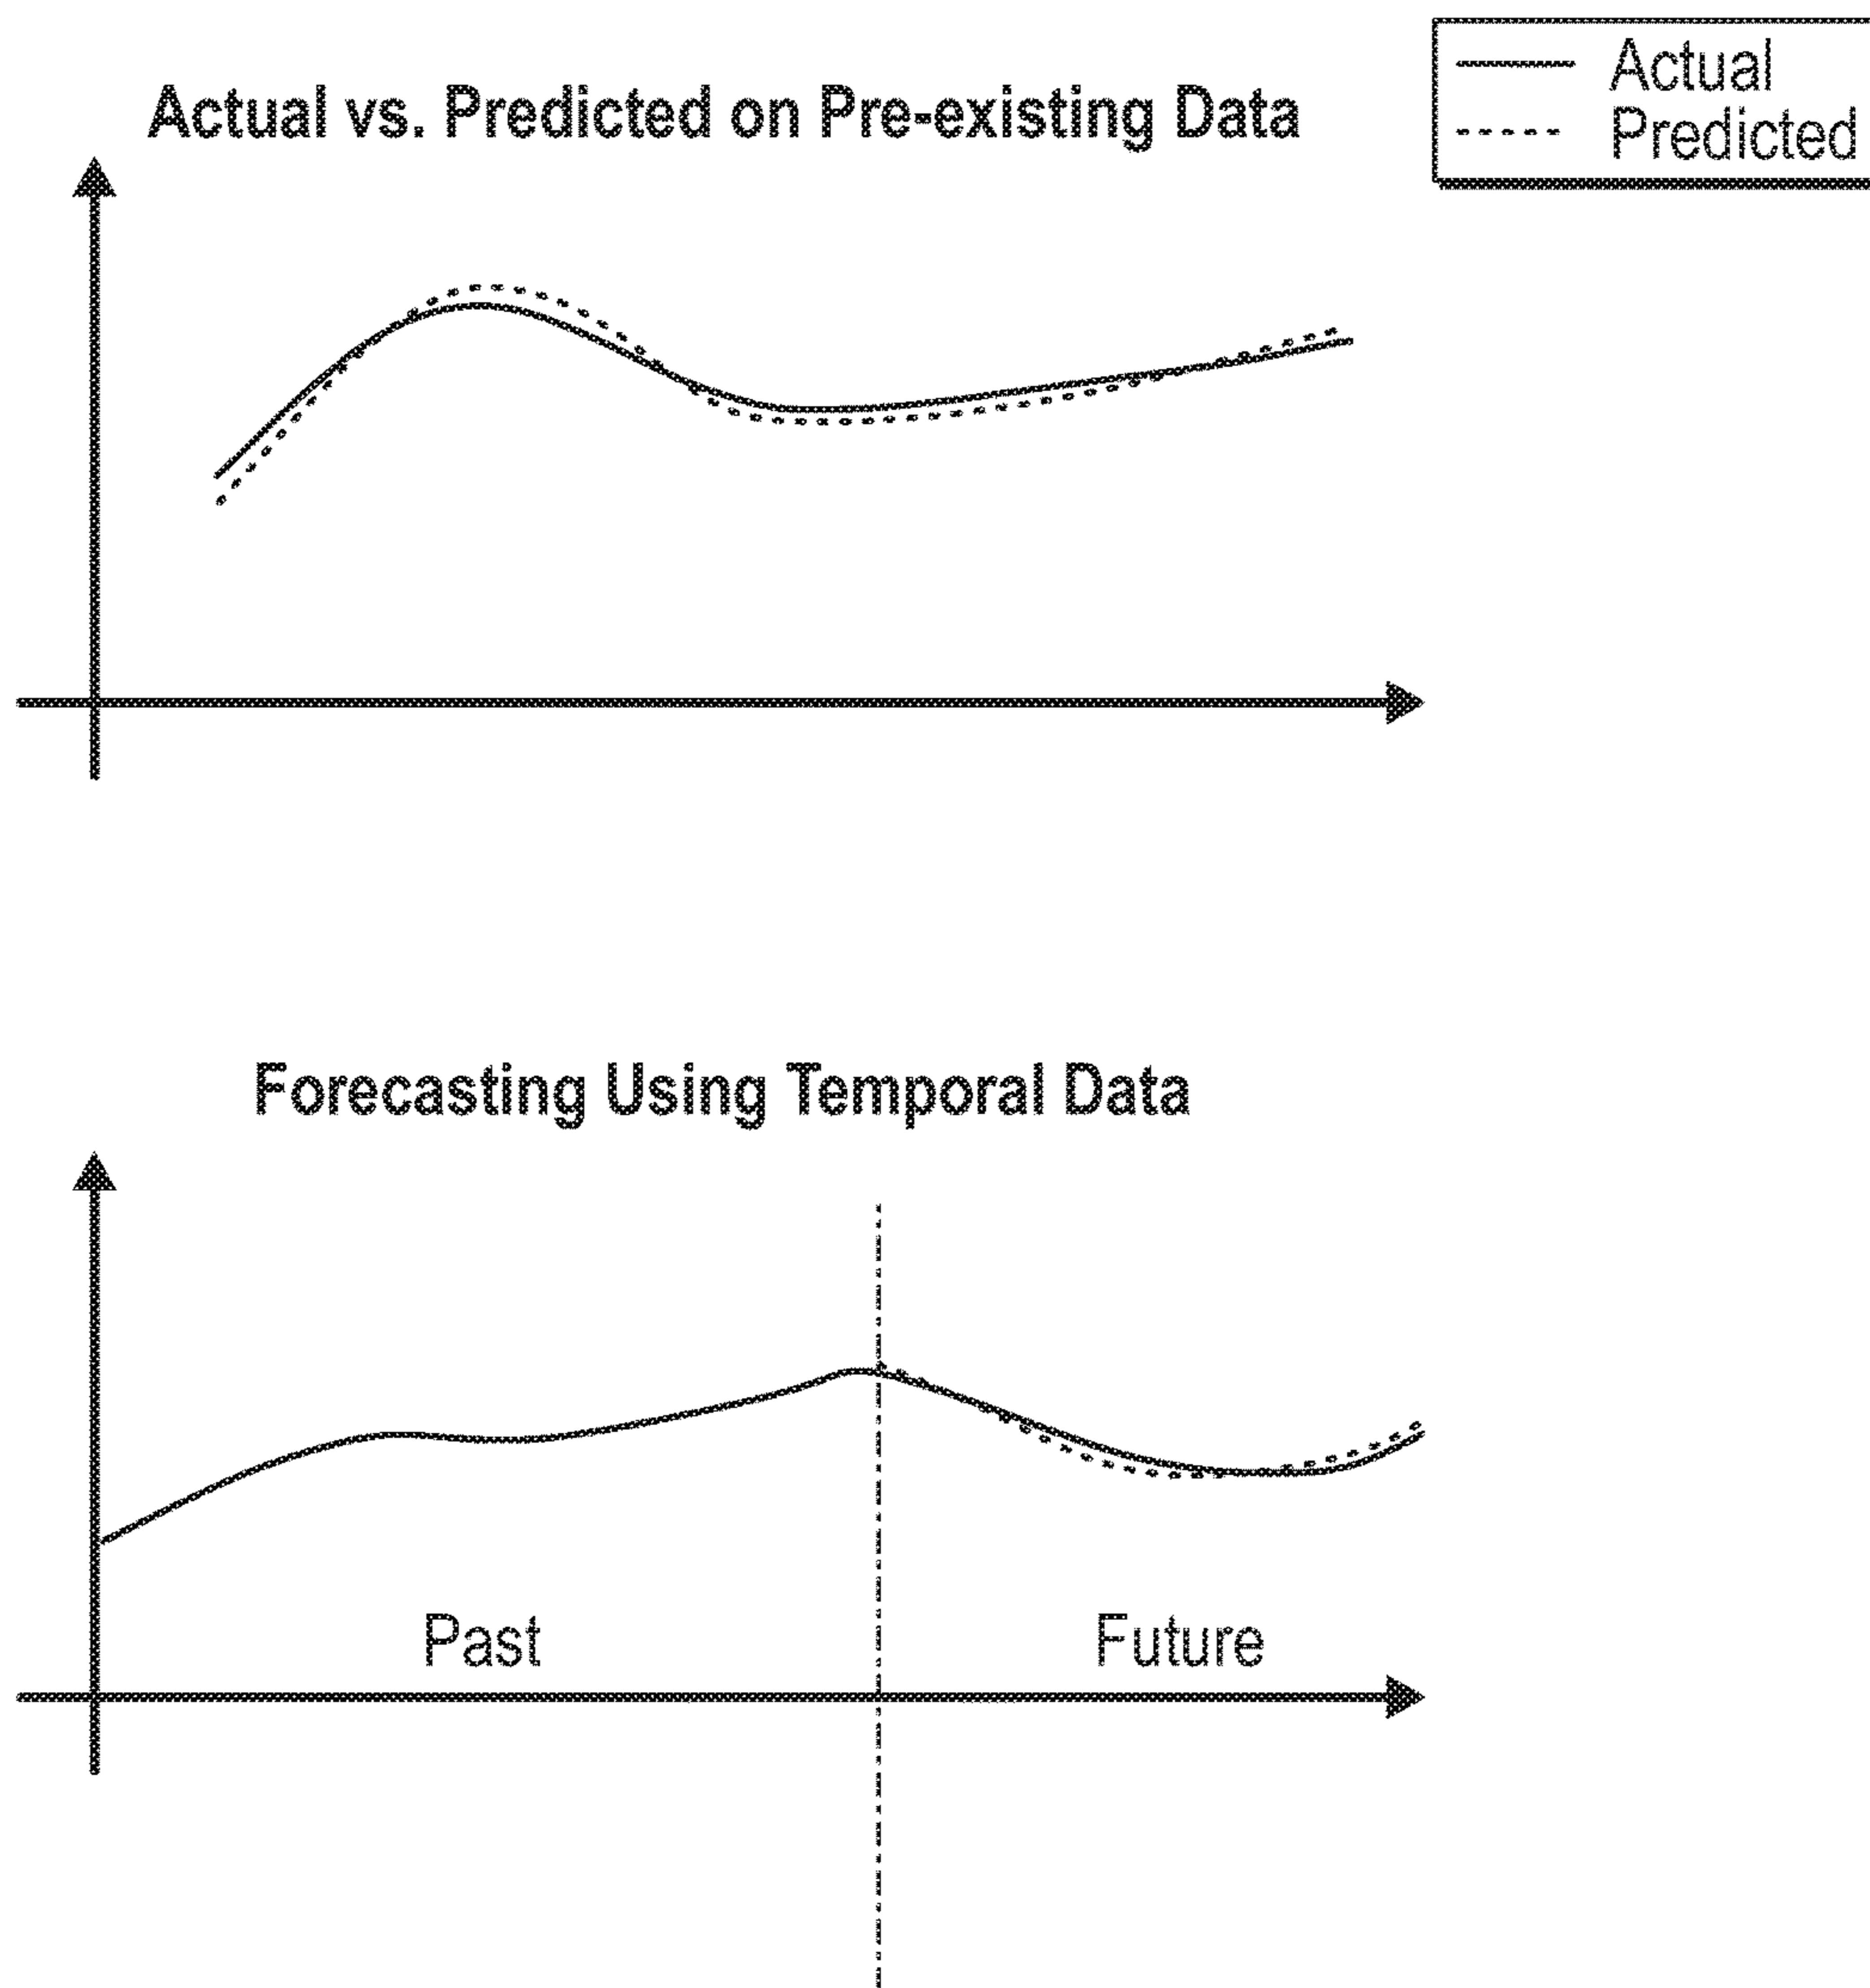 Actual
Predicted
Actual vs. Predicted on Pre-existing Data
Forecasting Using Temporal Data
Past
Future